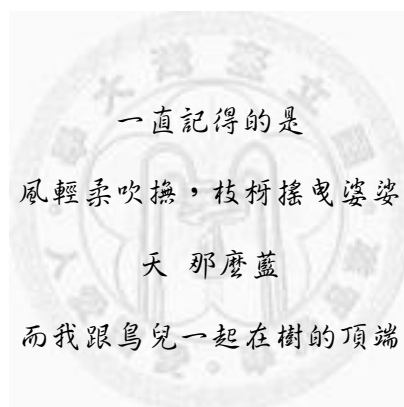 一直記得的是
風輕柔吹撫，枝枒搖曳婆娑
天 那麼藍
而我跟鳥兒一起在樹的頂端